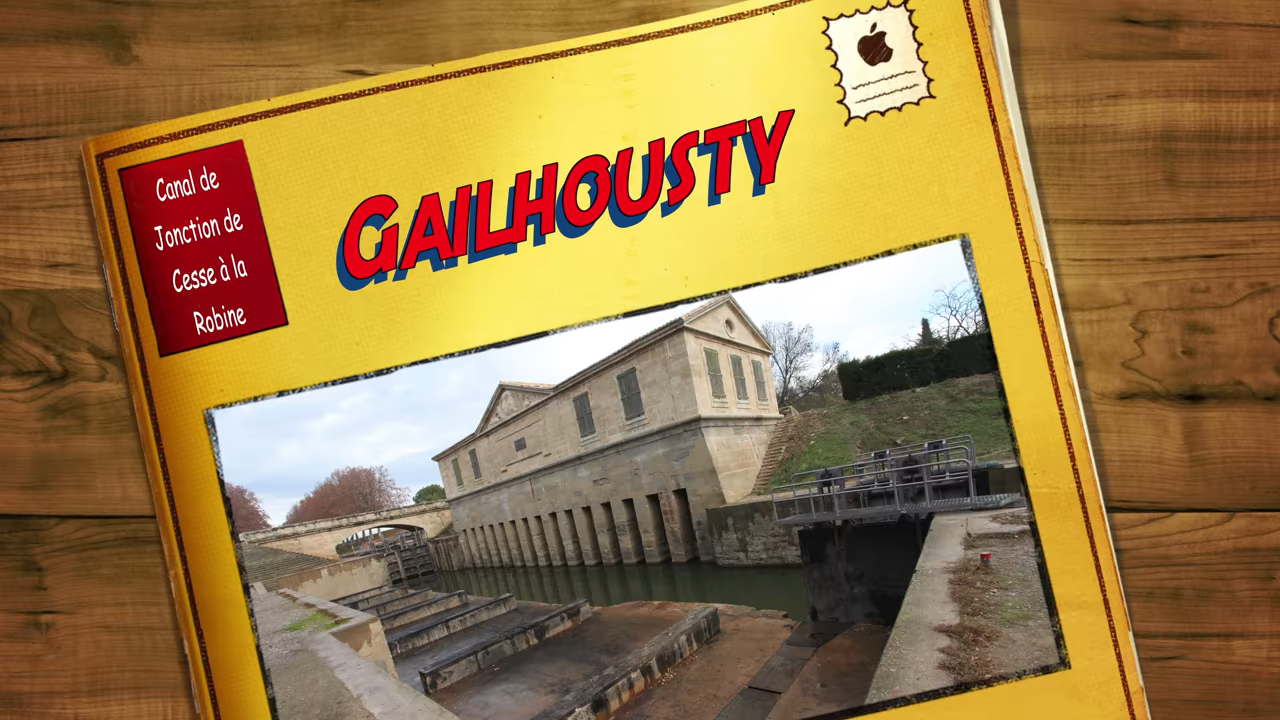 Canal de
Jonction de
Cesse à la
Robine
GAILHOUSTY